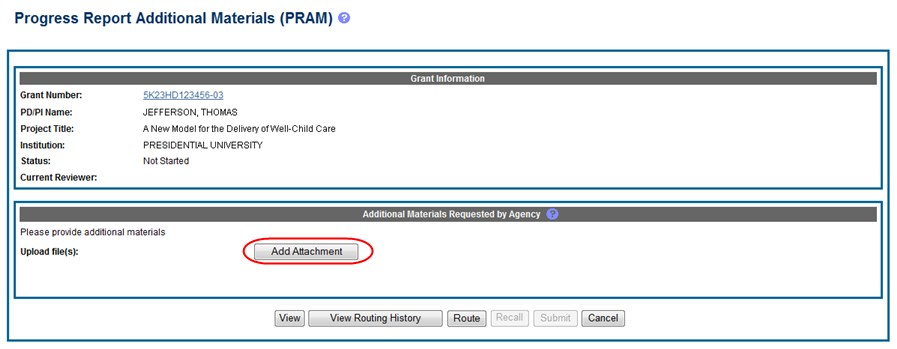 Progress Report Additional Materials (PRAM) ?
Grant Information
Grant Number: 5K23HD123456-03
PD/PI Name: JEFFERSON, THOMAS
Project Title: A New Model for the Delivery of Well-Child Care
Institution: PRESIDENTIAL UNIVERSITY
Status: Not Started
Current Reviewer:
Additional Materials Requested by Agency ?
Please provide additional materials
Upload file(s): Add Attachment
View View Routing History Route Recall Submit Cancel